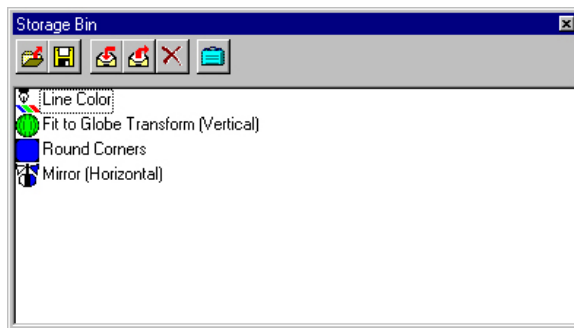 Storage Bin
Line Color
Fit to Globe Transform (Vertical)
Round Corners
Mirror (Horizontal)